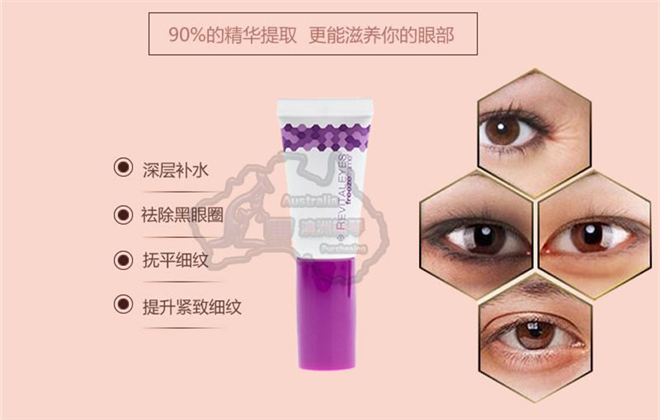 90%的精华提取 更能滋养你的眼部
深层补水
祛除黑眼圈
抚平细纹
提升紧致细纹
REVITALEYES
freeze
Australia